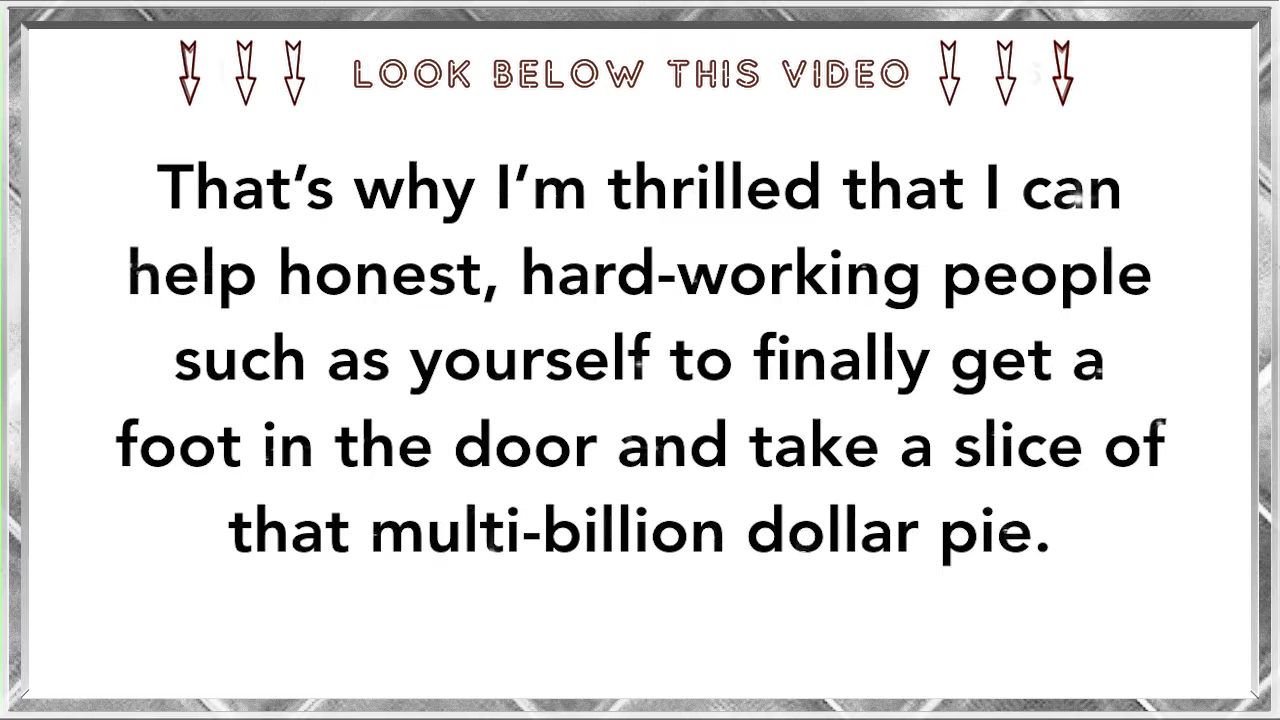 LOOK BELOW THIS VIDEO
That’s why I’m thrilled that I can
help honest, hard-working people
such as yourself to finally get a
foot in the door and take a slice of
that multi-billion dollar pie.